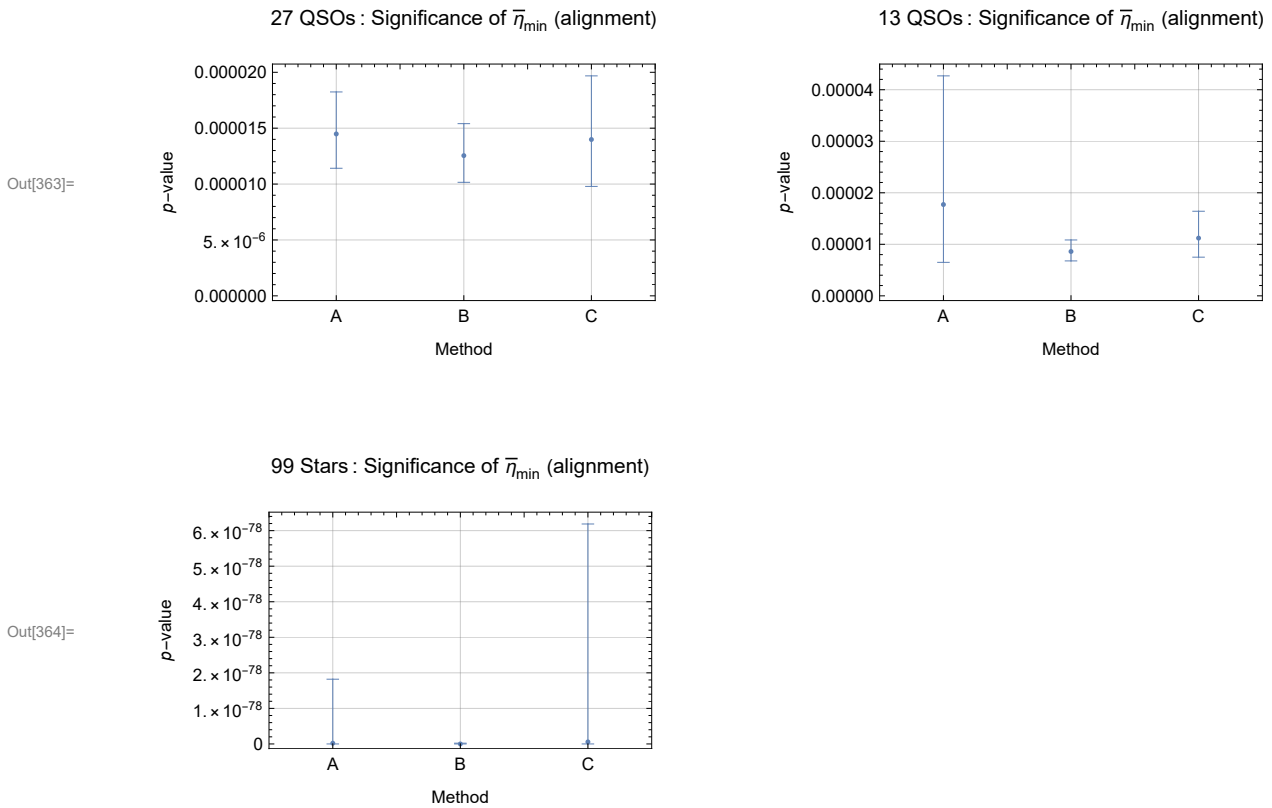 27 QSOs : Significance of η̅min (alignment)
0.000020
0.000015
0.000010
5. × 10⁻⁶
0.000000
p-value
A B C
Method
13 QSOs : Significance of η̅min (alignment)
0.00004
0.00003
0.00002
0.00001
0.00000
p-value
A B C
Method
Out[363]=
99 Stars : Significance of η̅min (alignment)
6. × 10⁻⁷⁸
5. × 10⁻⁷⁸
4. × 10⁻⁷⁸
3. × 10⁻⁷⁸
2. × 10⁻⁷⁸
1. × 10⁻⁷⁸
0
p-value
A B C
Method
Out[364]=